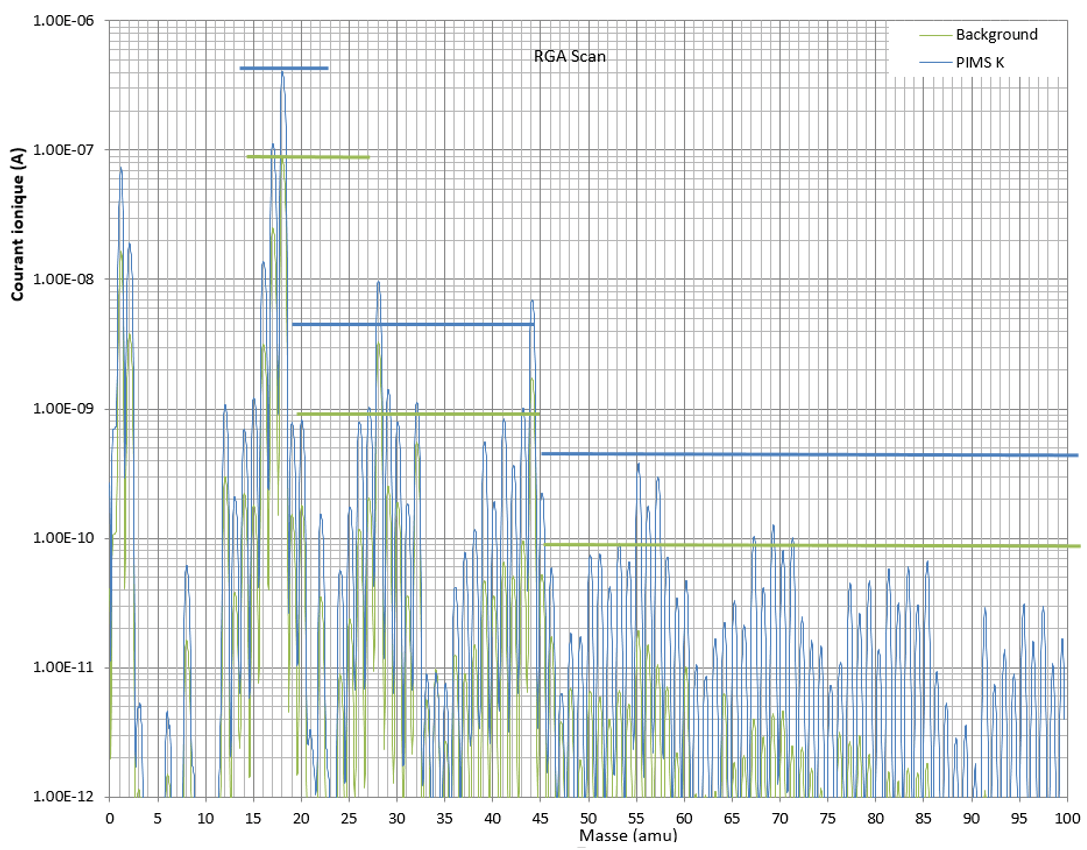 1.00E-06
Background
RGA Scan
PIMS K
1.00E-07
1.00E-08
1.00E-09
1.00E-10
1.00E-11
1.00E-12
Courant ionique (A)
0 5 10 15 20 25 30 35 40 45 50 55 60 65 70 75 80 85 90 95 100
Masse (amu)